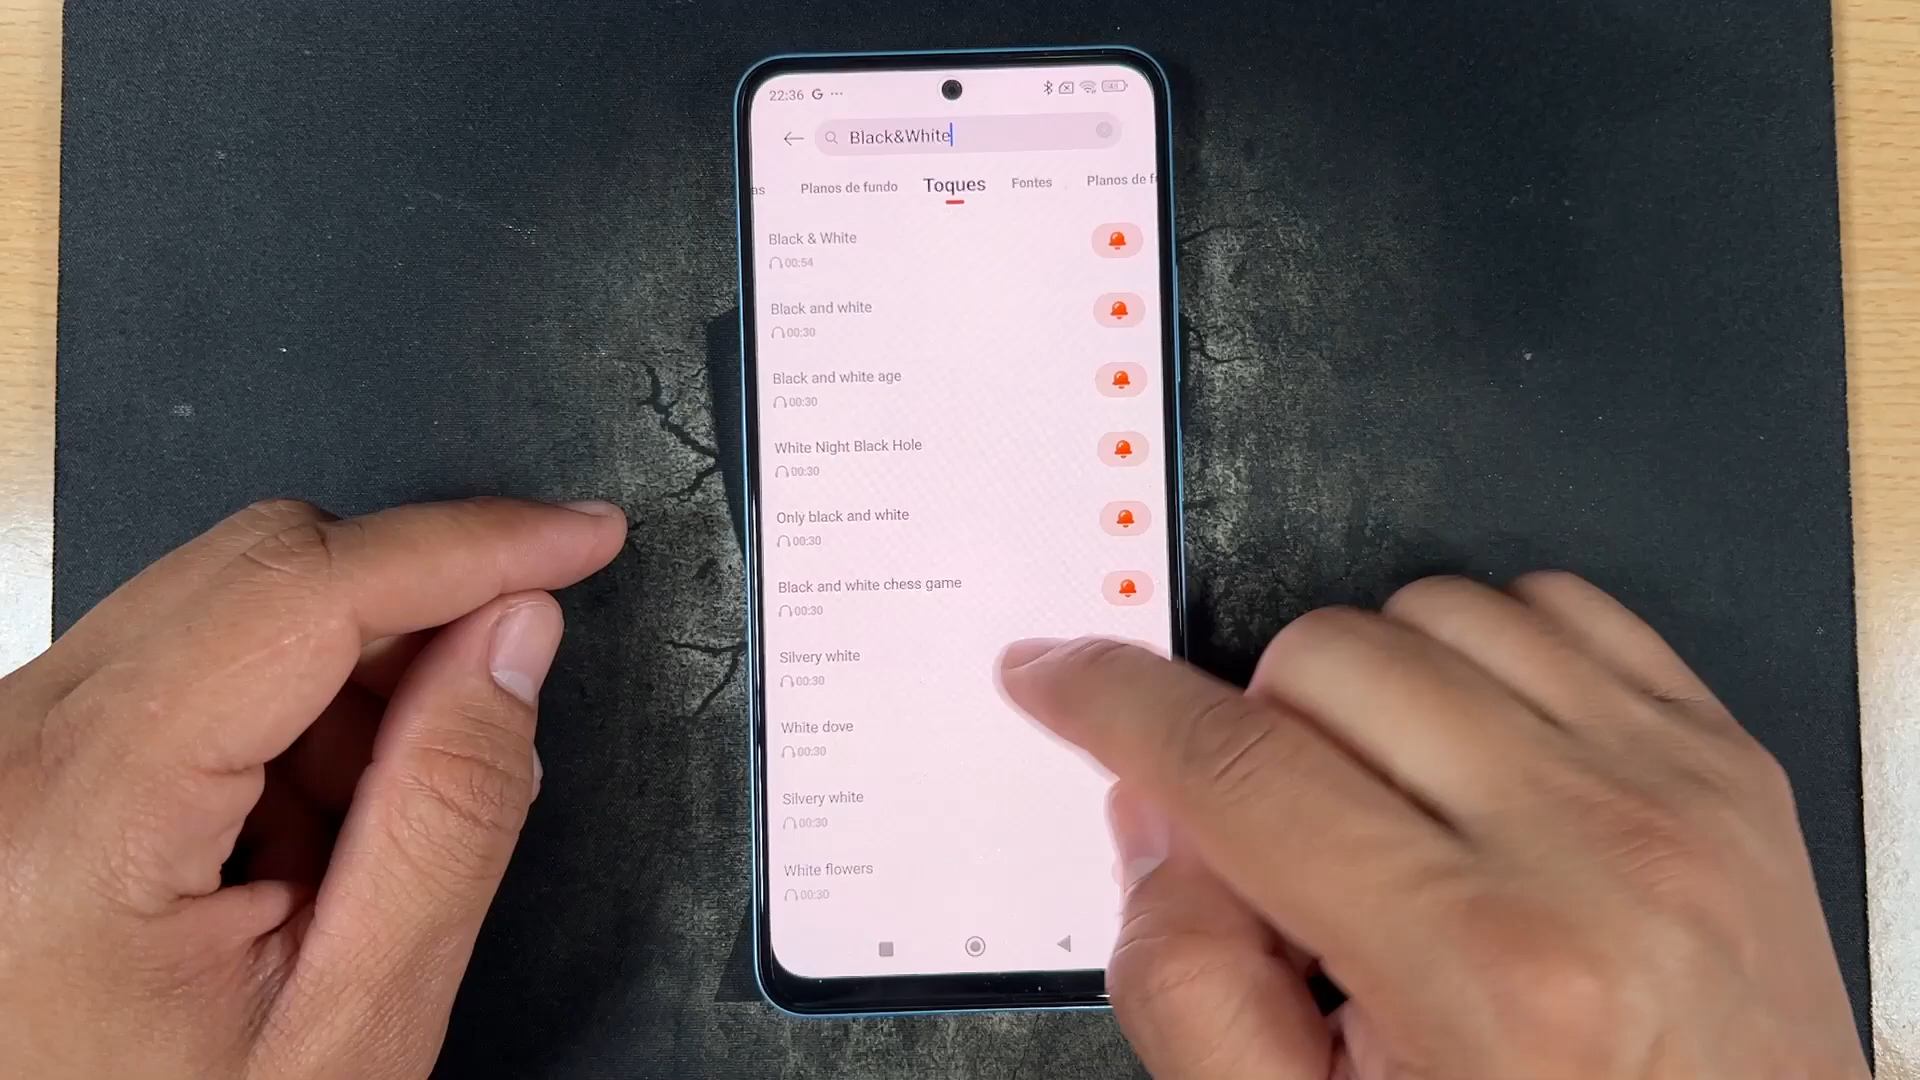 22:36 G ...
Black&White
as Planos de fundo Toques Fontes Planos de f
Black & White
00:54
Black and white
00:30
Black and white age
00:30
White Night Black Hole
00:30
Only black and white
00:30
Black and white chess game
00:30
Silvery white
00:30
White dove
00:30
Silvery white
00:30
White flowers
00:30